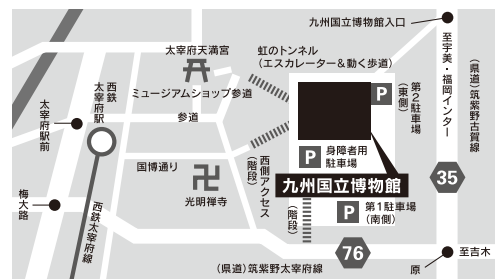 九州国立博物館入口
太宰府天満宮
虹のトンネル
(エスカレーター&動く歩道)
至宇美・福岡インター
(県道)筑紫野古賀線
西鉄
太宰府駅
ミュージアムショップ参道
P
第2駐車場
(東側)
太宰府駅前
参道
P
身障者用
駐車場
国博通り
西側アクセス
(階段)
光明禅寺
九州国立博物館
35
梅大路
西鉄太宰府線
(階段)
P
第1駐車場
(南側)
76
至吉木
(県道)筑紫野太宰府線
原